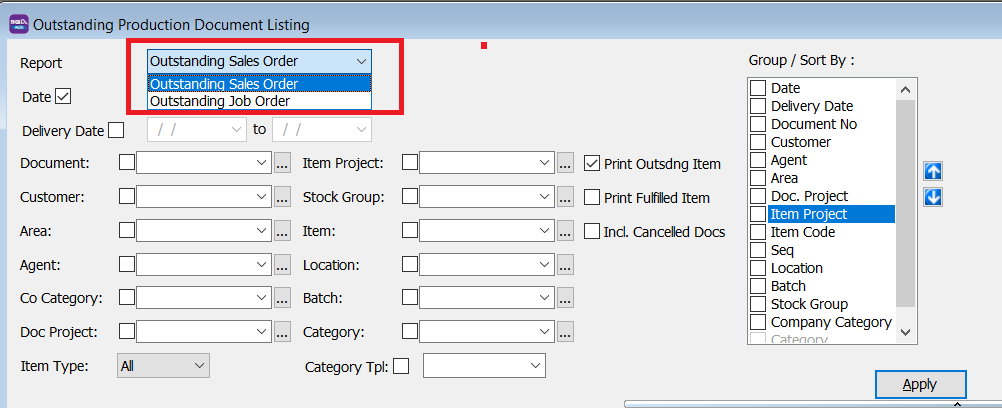 Outstanding Production Document Listing
Report
Outstanding Sales Order
Outstanding Sales Order
Outstanding Job Order
Date
Delivery Date
/ /
to
/ /
Document:
...
Item Project:
...
Print Outsdng Item
Customer:
...
Stock Group:
...
Print Fulfilled Item
Area:
...
Item:
...
Incl. Cancelled Docs
Agent:
...
Location:
...
Co Category:
...
Batch:
...
Doc Project:
...
Category:
...
Item Type:
All
Category Tpl:
Group / Sort By :
Date
Delivery Date
Document No
Customer
Agent
Area
Doc. Project
Item Project
Item Code
Seq
Location
Batch
Stock Group
Company Category
Category
Apply